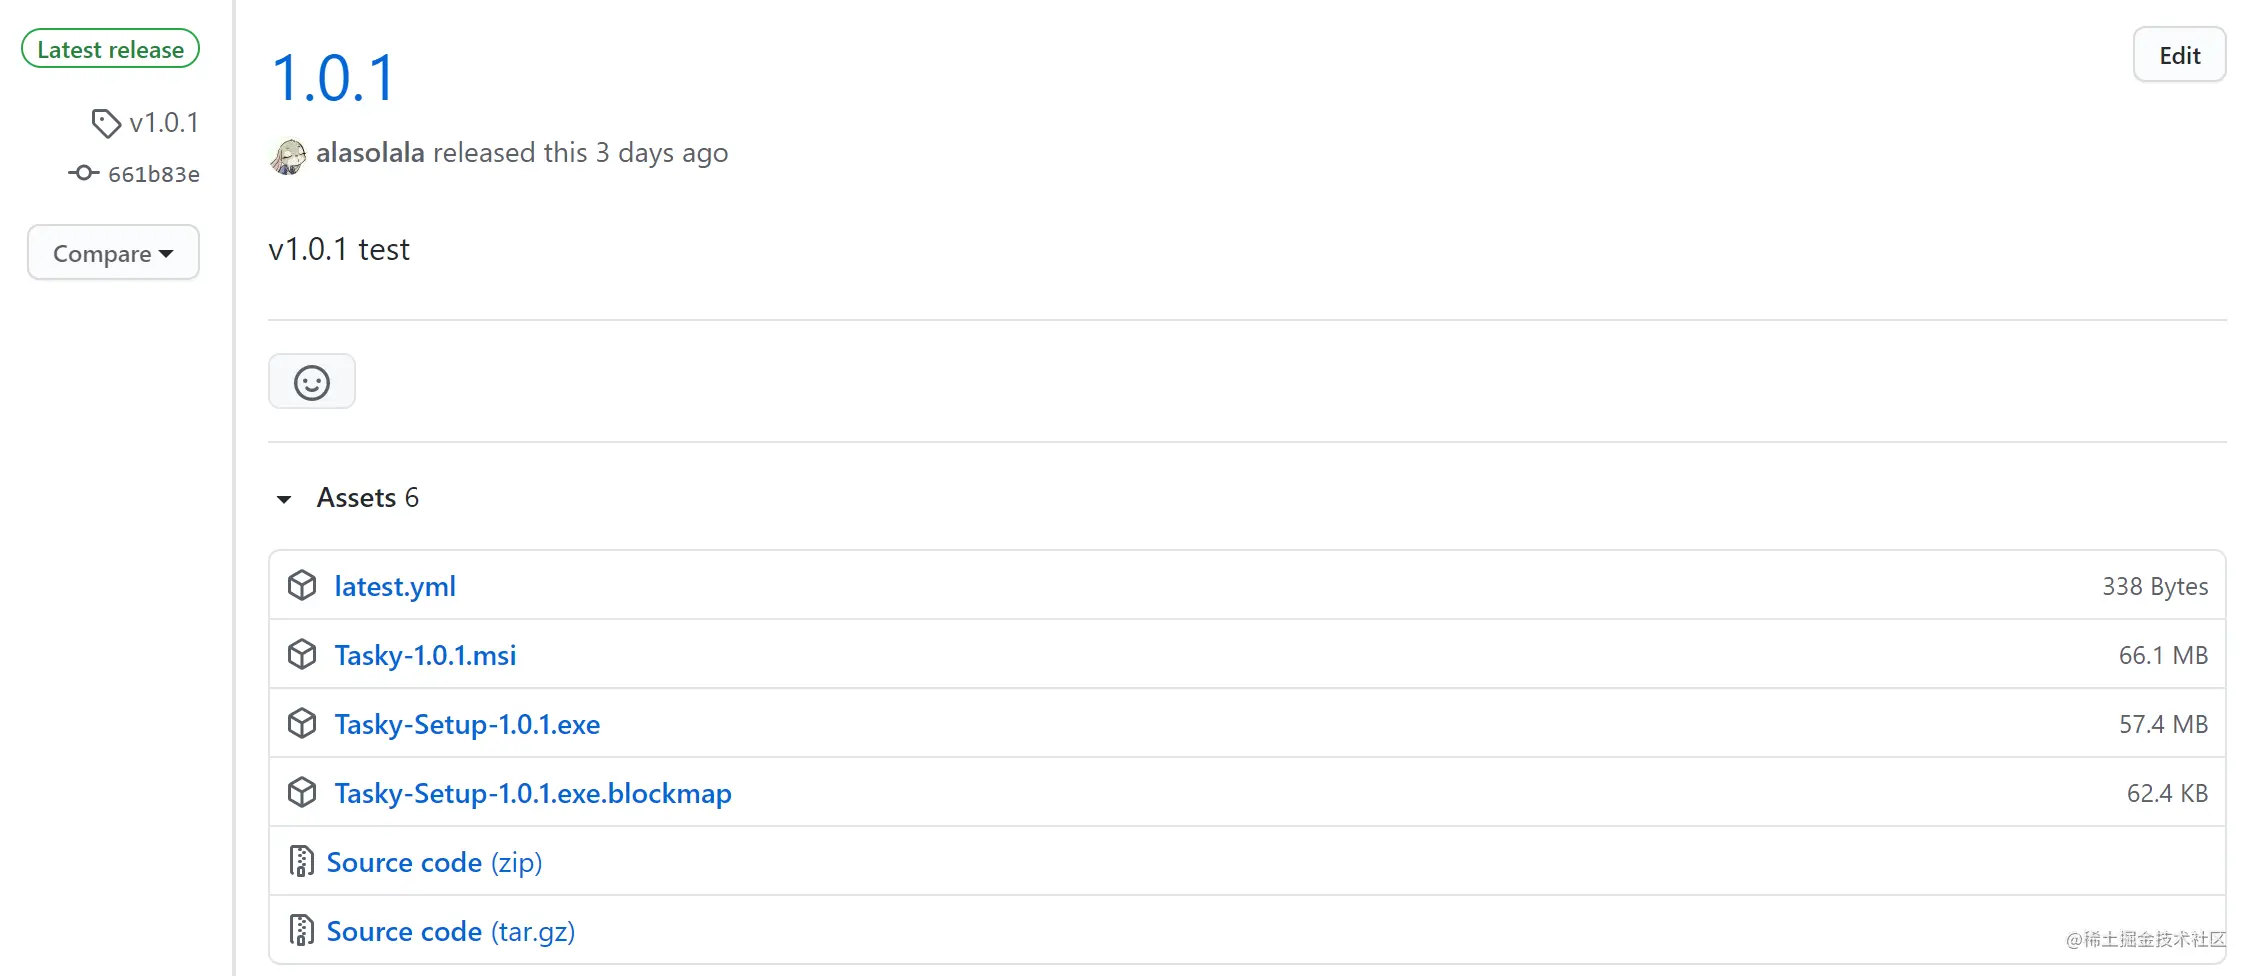 Latest release
v1.0.1
661b83e
Compare
1.0.1
Edit
alasolala released this 3 days ago
v1.0.1 test
Assets 6
latest.yml 338 Bytes
Tasky-1.0.1.msi 66.1 MB
Tasky-Setup-1.0.1.exe 57.4 MB
Tasky-Setup-1.0.1.exe.blockmap 62.4 KB
Source code (zip)
Source code (tar.gz)
@稀土掘金技术社区